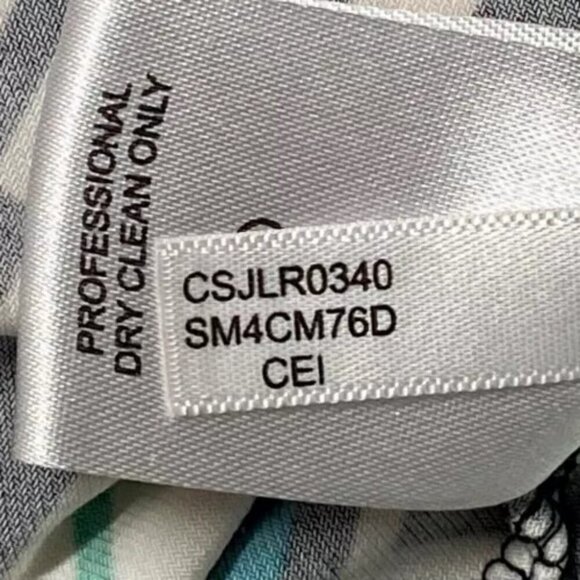 PROFESSIONAL
DRY CLEAN ONLY
CSJLR0340
SM4CM76D
CEI